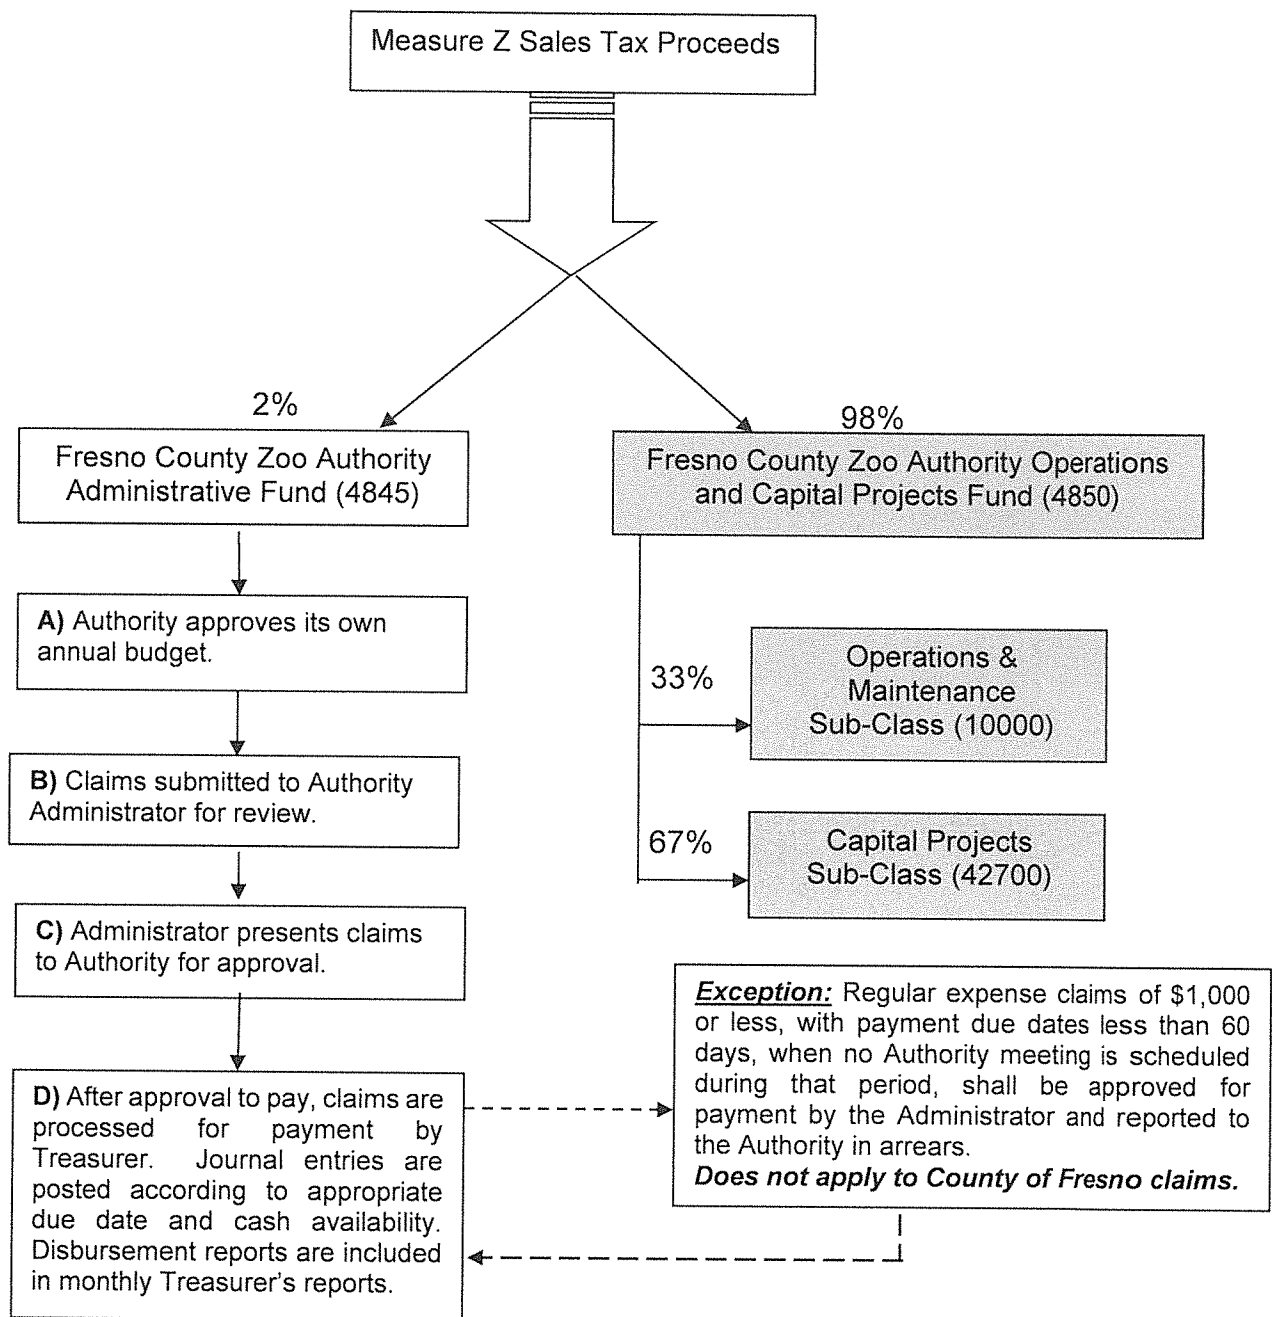 Measure Z Sales Tax Proceeds
2%
98%
Fresno County Zoo Authority
Administrative Fund (4845)
Fresno County Zoo Authority Operations
and Capital Projects Fund (4850)
A) Authority approves its own
annual budget.
33%
Operations &
Maintenance
Sub-Class (10000)
B) Claims submitted to Authority
Administrator for review.
67%
Capital Projects
Sub-Class (42700)
C) Administrator presents claims
to Authority for approval.
Exception: Regular expense claims of $1,000
or less, with payment due dates less than 60
days, when no Authority meeting is scheduled
during that period, shall be approved for
payment by the Administrator and reported to
the Authority in arrears.
Does not apply to County of Fresno claims.
D) After approval to pay, claims are
processed for payment by
Treasurer. Journal entries are
posted according to appropriate
due date and cash availability.
Disbursement reports are included
in monthly Treasurer's reports.